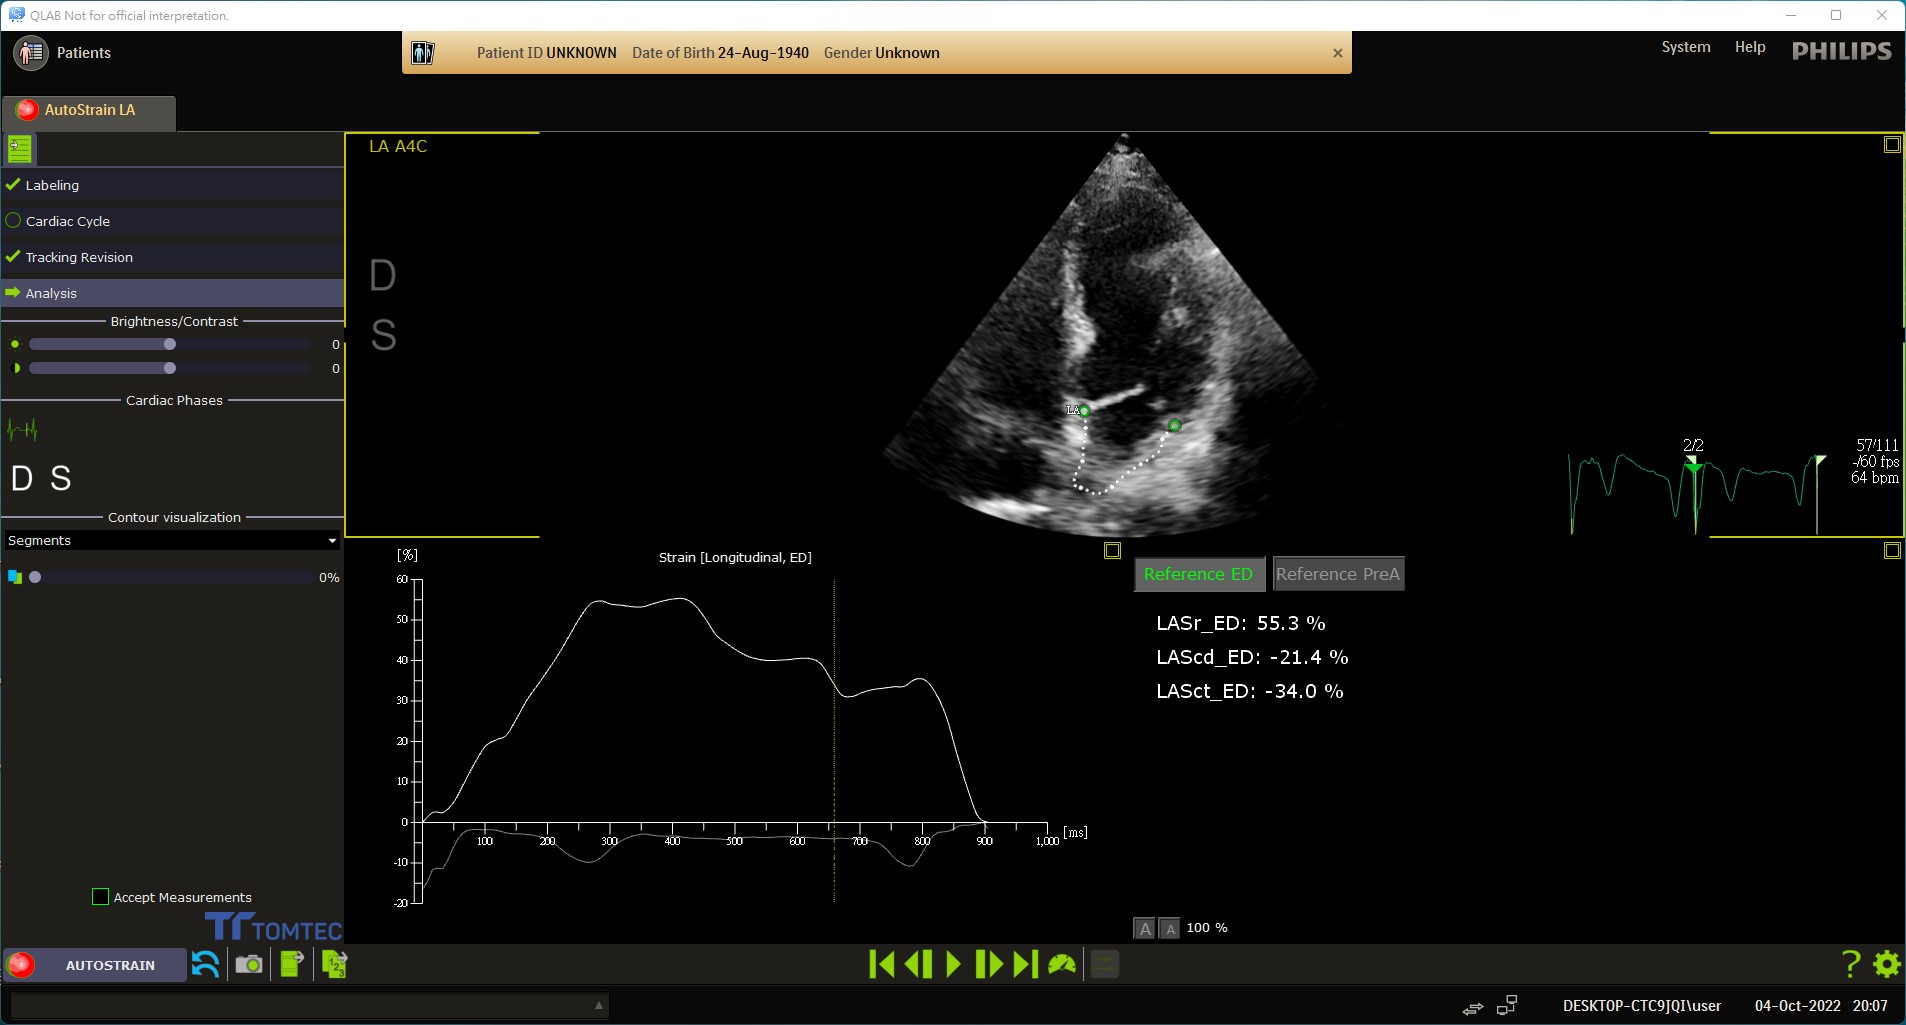 QLAB Not for official interpretation.
Patients
Patient ID UNKNOWN Date of Birth 24-Aug-1940 Gender Unknown
System Help PHILIPS
AutoStrain LA
Labeling
Cardiac Cycle
Tracking Revision
Analysis
Brightness/Contrast
0
0
Cardiac Phases
D S
Contour visualization
Segments
0%
Accept Measurements
TOMTEC
LA A4C
D
S
LA
2/2
57/111
-/60 fps
64 bpm
[%]
Strain [Longitudinal, ED]
60
50
40
30
20
10
0
-10
-20
100 200 300 400 500 600 700 800 900 1,000 [ms]
Reference ED Reference PreA
LASr_ED: 55.3 %
LAScd_ED: -21.4 %
LASct_ED: -34.0 %
A A 100 %
AUTOSTRAIN
1 2 3
?
DESKTOP-CTC9JQI\user 04-Oct-2022 20:07